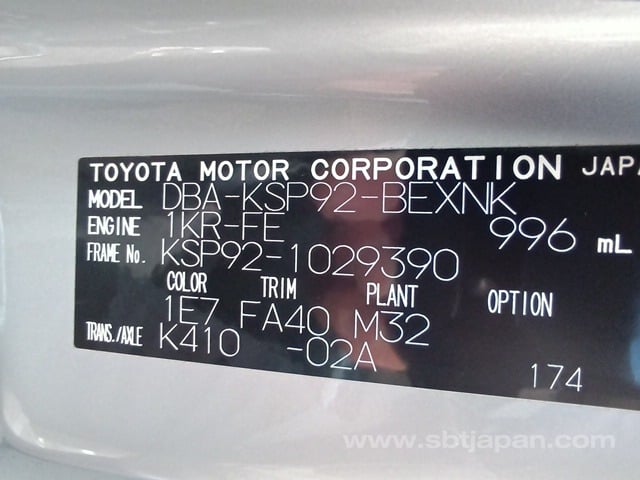 TOYOTA MOTOR CORPORATION JAPA
MODEL DBA-KSP92-BEXNK
ENGINE 1KR-FE 996 mL
FRAME No. KSP92-1029390
COLOR TRIM PLANT OPTION
1E7 FA40 M32
TRANS./AXLE K410 -02A
174
www.sbtjapan.com